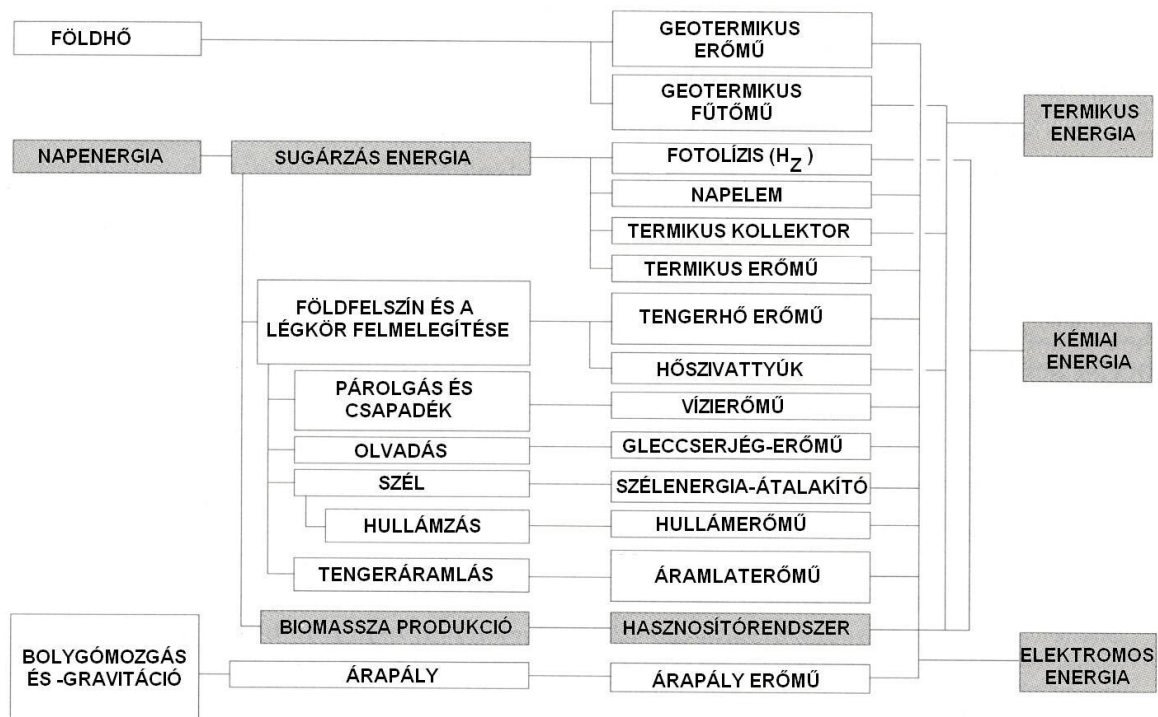 FÖLDHŐ
GEOTERMIKUS
ERŐMŰ
GEOTERMIKUS
FŰTŐMŰ
TERMIKUS
ENERGIA
NAPENERGIA
SUGÁRZÁS ENERGIA
FOTOLÍZIS (HZ )
NAPELEM
TERMIKUS KOLLEKTOR
TERMIKUS ERŐMŰ
FÖLDFELSZÍN ÉS A
LÉGKÖR FELMELEGÍTÉSE
TENGERHŐ ERŐMŰ
KÉMIAI
ENERGIA
HŐSZIVATTYÚK
PÁROLGÁS ÉS
CSAPADÉK
VÍZIERŐMŰ
OLVADÁS
GLECCSERJÉG-ERŐMŰ
SZÉL
SZÉLENERGIA-ÁTALAKÍTÓ
HULLÁMZÁS
HULLÁMERŐMŰ
TENGERÁRAMLÁS
ÁRAMLATERŐMŰ
BIOMASSZA PRODUKCIÓ
HASZNOSÍTÓRENDSZER
BOLYGÓMOZGÁS
ÉS -GRAVITÁCIÓ
ÁRAPÁLY
ÁRAPÁLY ERŐMŰ
ELEKTROMOS
ENERGIA